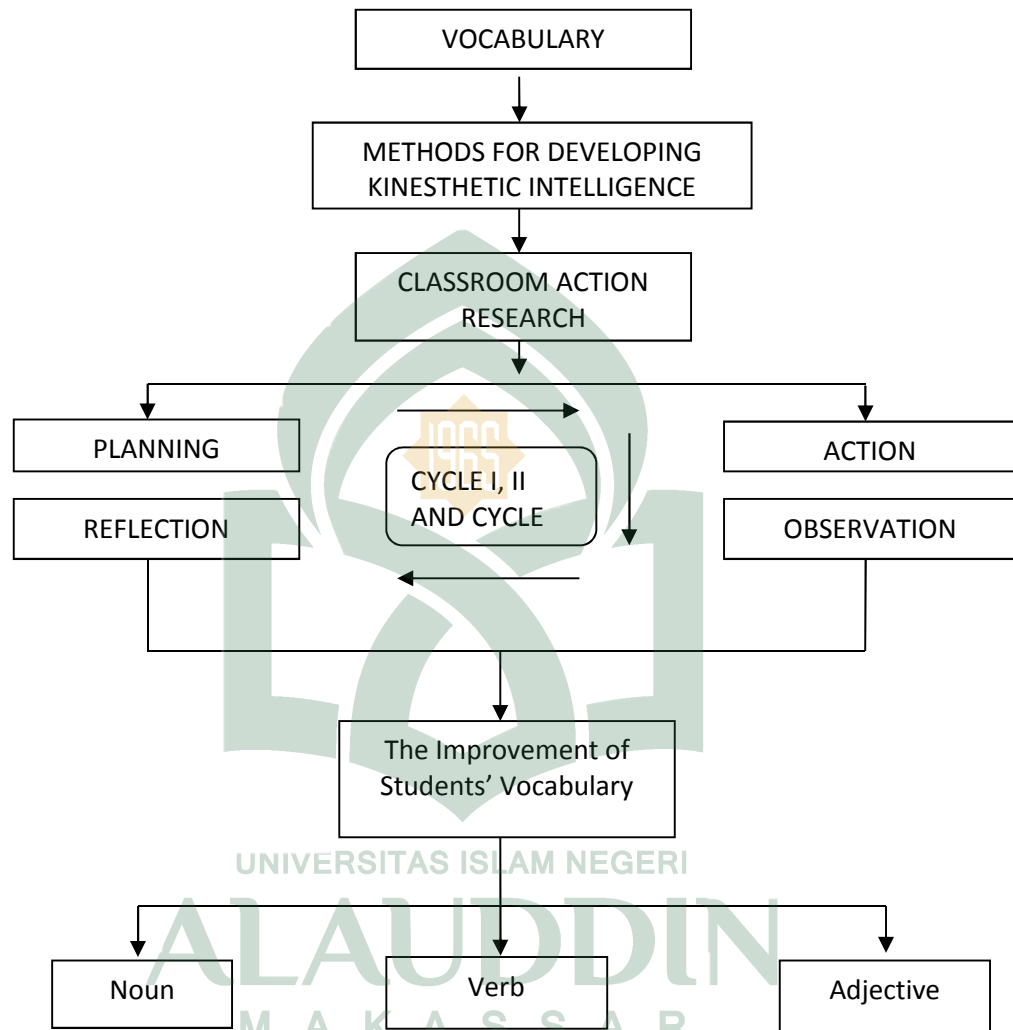 VOCABULARY
METHODS FOR DEVELOPING
KINESTHETIC INTELLIGENCE
CLASSROOM ACTION
RESEARCH
1965
PLANNING
ACTION
CYCLE I, II
AND CYCLE
REFLECTION
OBSERVATION
The Improvement of
Students’ Vocabulary
UNIVERSITAS ISLAM NEGERI
ALAUDDIN
Noun
Verb
Adjective
MAKASSAR